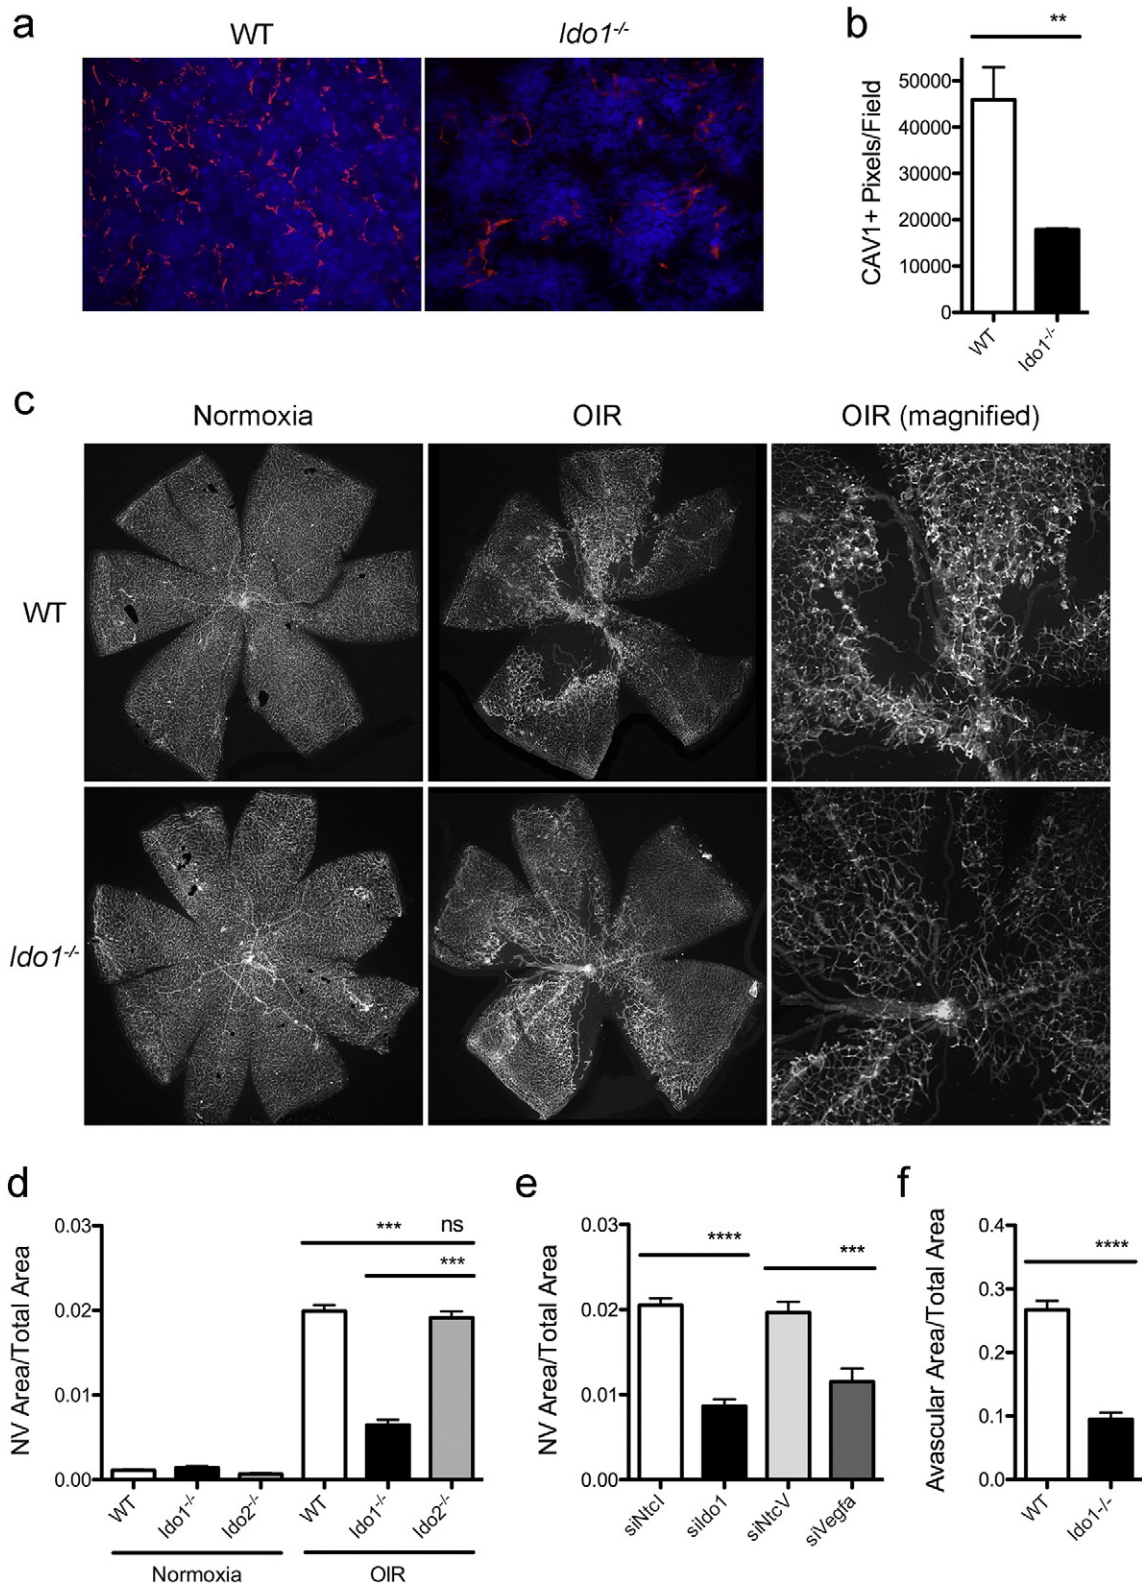 a
WT
Ido1-/-
b
**
CAV1+ Pixels/Field
50000
40000
30000
20000
10000
0
WT
Ido1-/-
c
Normoxia
OIR
OIR (magnified)
WT
Ido1-/-
d
NV Area/Total Area
0.03
0.02
0.01
0.00
***
ns
***
WT
Ido1-/-
Ido2-/-
WT
Ido1-/-
Ido2-/-
Normoxia
OIR
e
NV Area/Total Area
0.03
0.02
0.01
0.00
****
***
siNtcI
siIdo1
siNtcV
siVegfa
f
Avascular Area/Total Area
0.4
0.3
0.2
0.1
0.0
****
WT
Ido1-/-